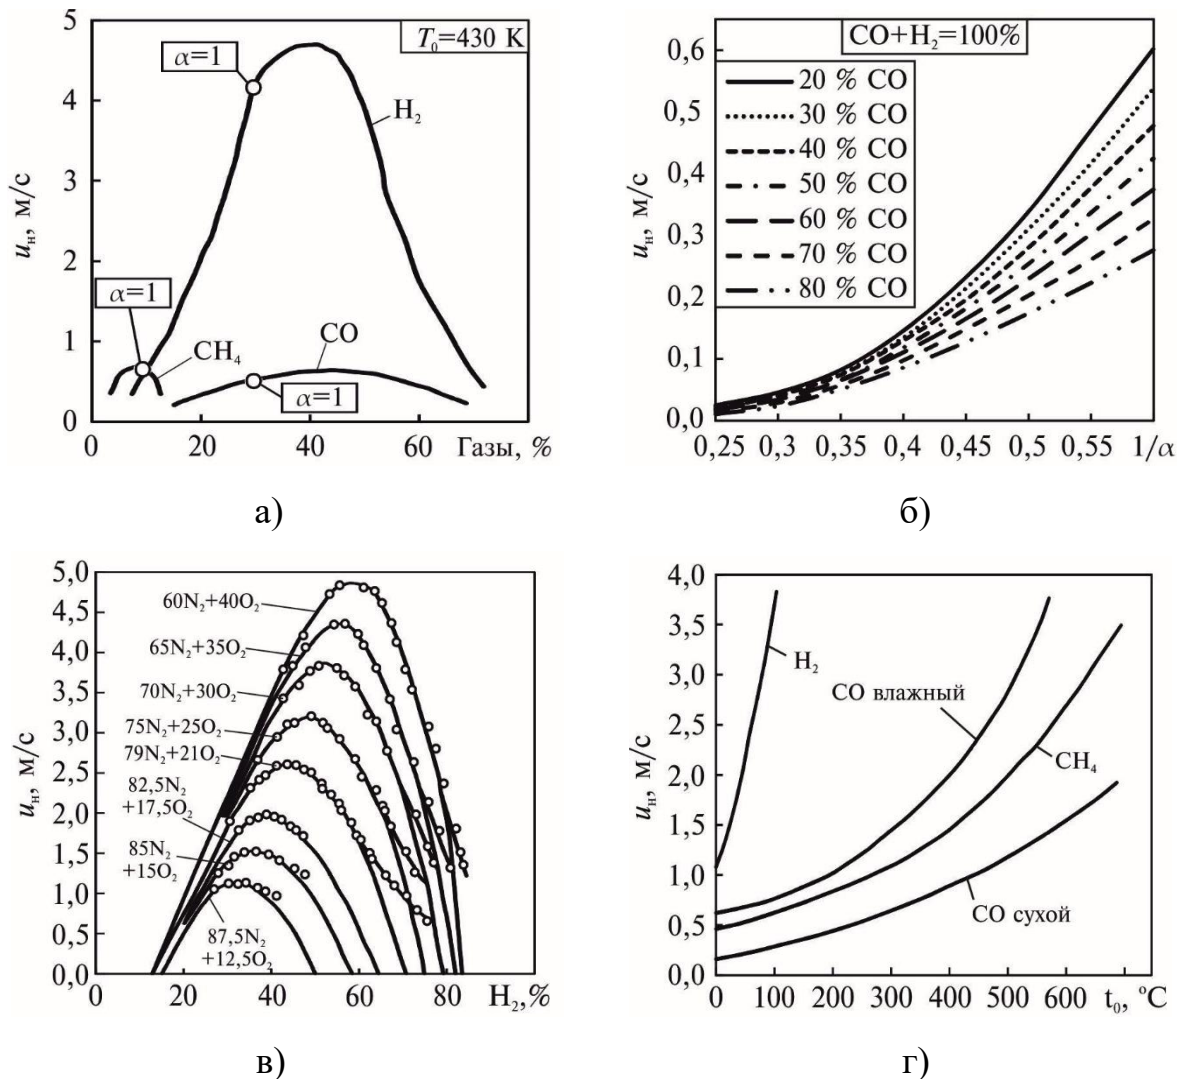 5
4
3
2
1
0
0
20
40
60
Газы, %
uн, м/с
T₀=430 K
α=1
H₂
α=1
CH₄
CO
α=1
а)
0,6
0,5
0,4
0,3
0,2
0,1
0,0
0,25
0,3
0,35
0,4
0,45
0,5
0,55
1/α
uн, м/с
CO+H₂=100%
20 % CO
30 % CO
40 % CO
50 % CO
60 % CO
70 % CO
80 % CO
б)
5,0
4,5
4,0
3,5
3,0
2,5
2,0
1,5
1,0
0,5
0,0
0
20
40
60
80
H₂,%
uн, м/с
60N₂+40O₂
65N₂+35O₂
70N₂+30O₂
75N₂+25O₂
79N₂+21O₂
82,5N₂
+17,5O₂
85N₂
+15O₂
87,5N₂
+12,5O₂
в)
4,0
3,5
3,0
2,5
2,0
1,5
1,0
0,5
0,0
0
100
200
300
400
500
600
t₀, ºC
uн, м/с
H₂
CO влажный
CH₄
CO сухой
г)